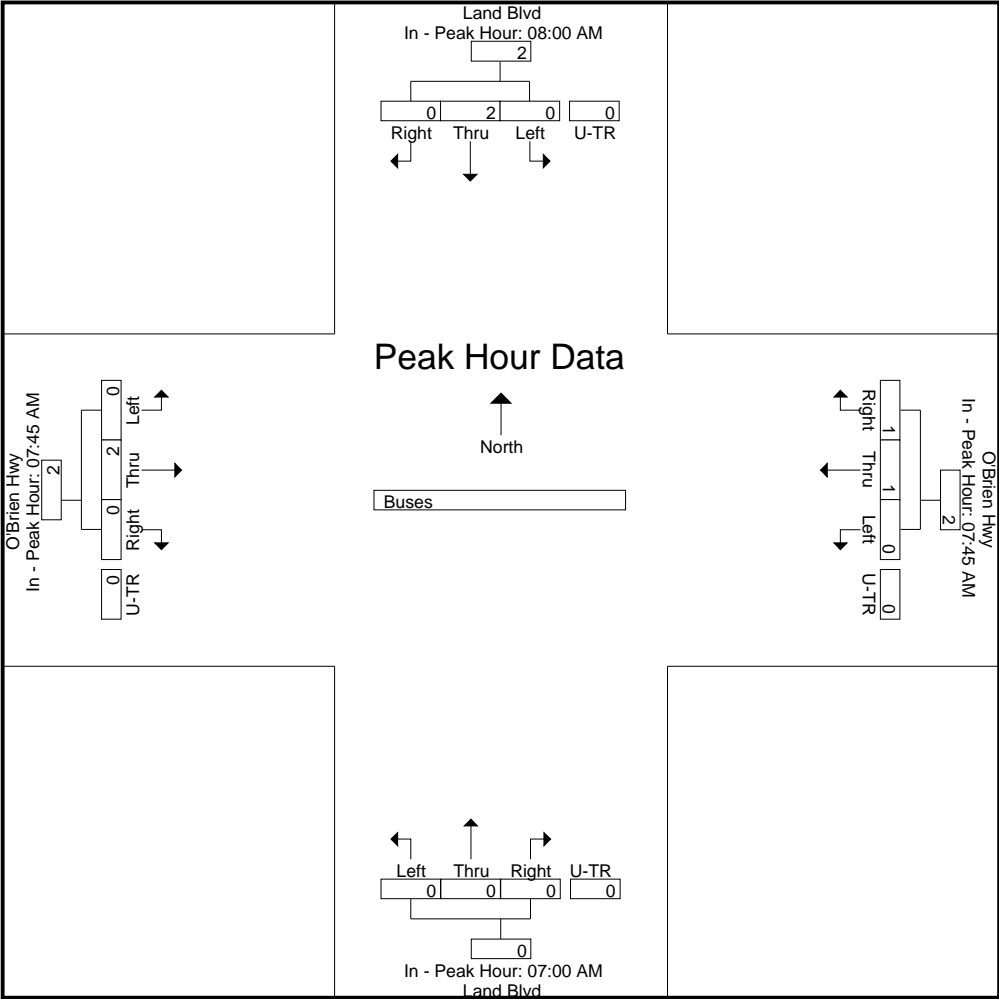 Land Blvd
In - Peak Hour: 08:00 AM
2
0 2 0 0
Right Thru Left U-TR
Peak Hour Data
North
Buses
O'Brien Hwy
In - Peak Hour: 07:45 AM
2
0 2 0 0
Left Thru Right U-TR
O'Brien Hwy
In - Peak Hour: 07:45 AM
2
1 1 0 0
Right Thru Left U-TR
Left Thru Right U-TR
0 0 0 0
0
In - Peak Hour: 07:00 AM
Land Blvd